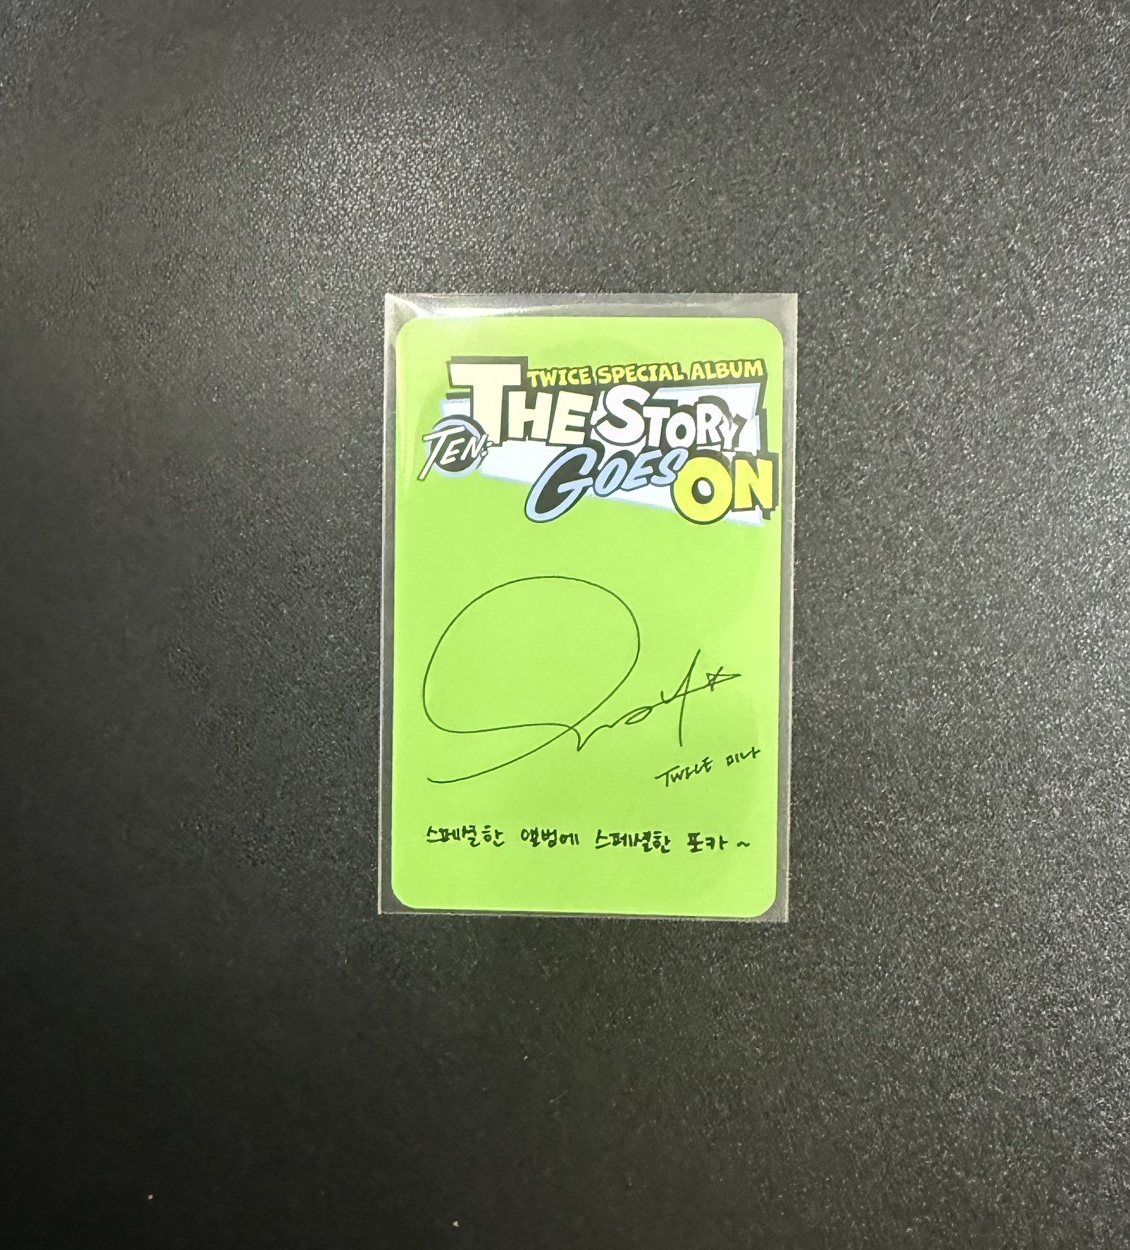 TWICE SPECIAL ALBUM
TEN: THE STORY
GOES ON
TWICE 미나
스페셜한 앨범에 스페셜한 포카~